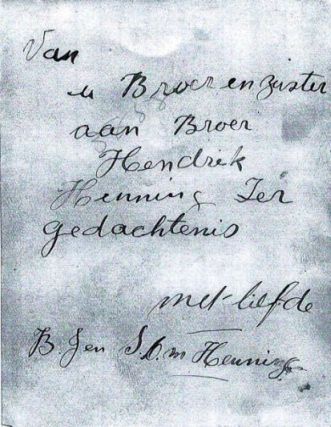 Van
u Broer en zuster
aan Broer
Hendrik
Henning Ter
gedachtenis
met liefde
B. J en S. C. M Henning